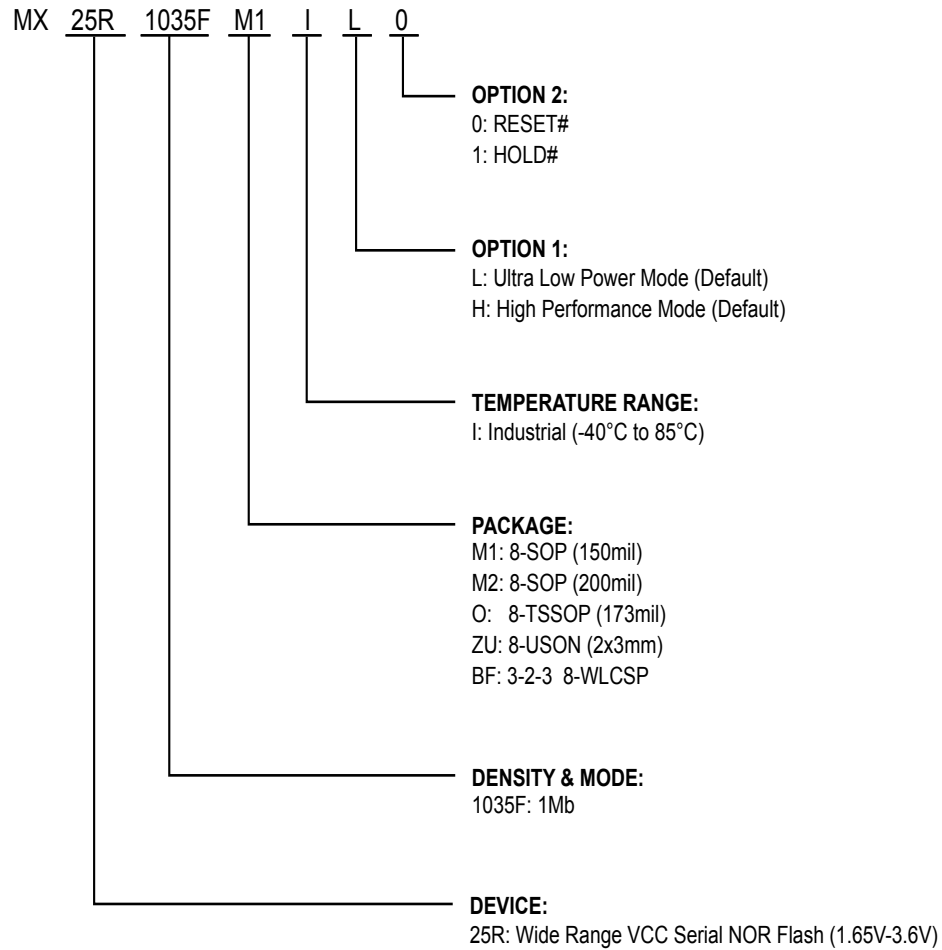 MX 25R 1035F M1 I L 0
OPTION 2:
0: RESET#
1: HOLD#
OPTION 1:
L: Ultra Low Power Mode (Default)
H: High Performance Mode (Default)
TEMPERATURE RANGE:
I: Industrial (-40°C to 85°C)
PACKAGE:
M1: 8-SOP (150mil)
M2: 8-SOP (200mil)
O: 8-TSSOP (173mil)
ZU: 8-USON (2x3mm)
BF: 3-2-3 8-WLCSP
DENSITY & MODE:
1035F: 1Mb
DEVICE:
25R: Wide Range VCC Serial NOR Flash (1.65V-3.6V)